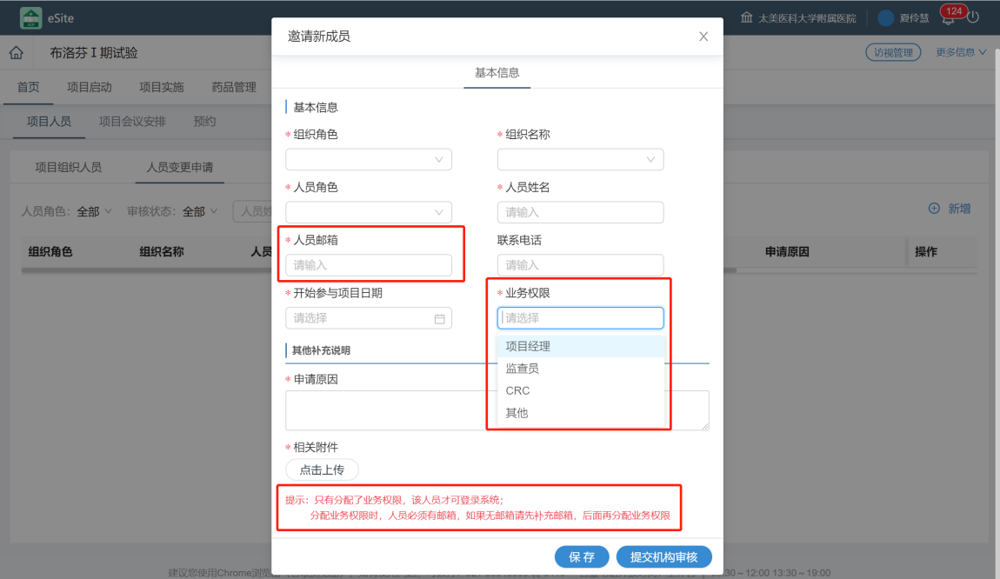 eSite
太美医科大学附属医院
夏伶慧
124
布洛芬 I 期试验
访视管理
更多信息
首页
项目启动
项目实施
药品管理
项目人员
项目会议安排
预约
项目组织人员
人员变更申请
人员角色: 全部
审核状态: 全部
人员姓
新增
组织角色
组织名称
人员
申请原因
操作
邀请新成员
基本信息
基本信息
* 组织角色
* 组织名称
* 人员角色
* 人员姓名
请输入
* 人员邮箱
联系电话
请输入
请输入
* 开始参与项目日期
* 业务权限
请选择
请选择
项目经理
监查员
CRC
其他
其他补充说明
* 申请原因
* 相关附件
点击上传
提示：只有分配了业务权限，该人员才可登录系统；
分配业务权限时，人员必须有邮箱，如果无邮箱请先补充邮箱，后面再分配业务权限
保 存
提交机构审核
建议您使用Chrome浏览
30 ~ 12:00 13:30 ~ 19:00